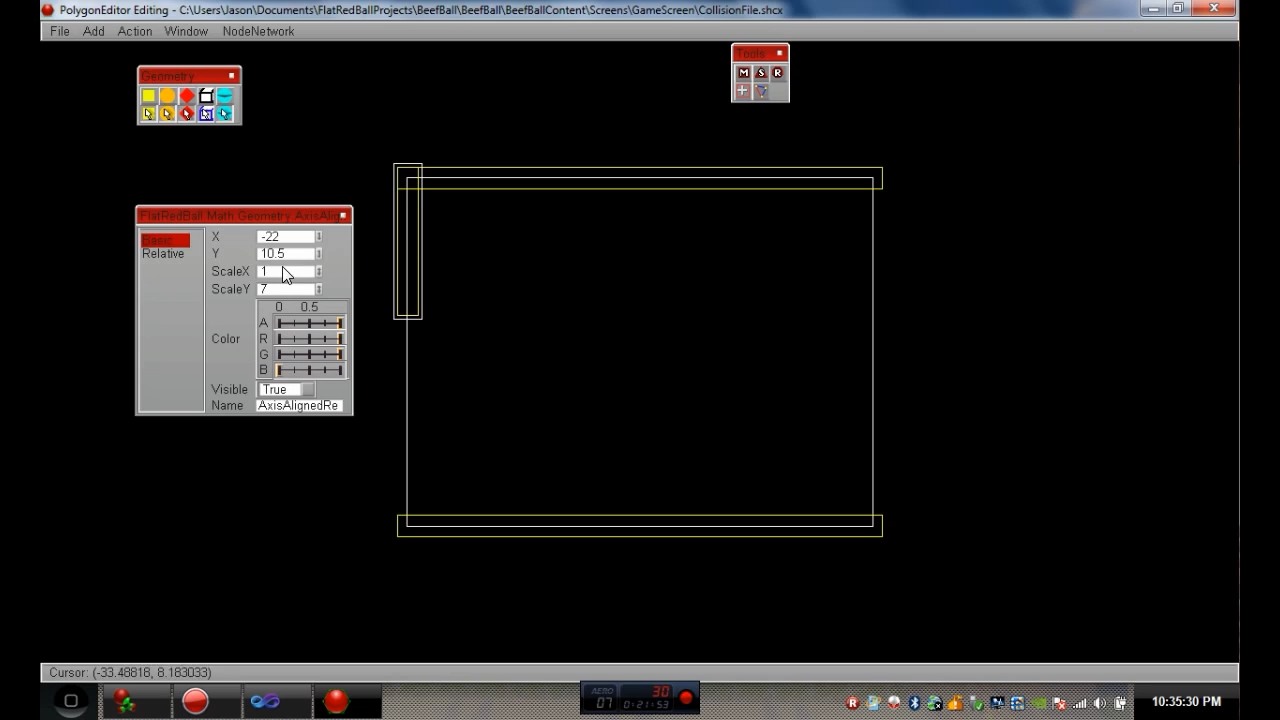 PolygonEditor Editing - C:\Users\Jason\Documents\FlatRedBallProjects\BeefBall\BeefBall\BeefBallContent\Screens\GameScreen\CollisionFile.shcx
File Add Action Window NodeNetwork
Tools
M S R
Geometry
FlatRedBall Math Geometry AxisAlig
Basic
Relative
X -22
Y 10.5
ScaleX 1
ScaleY 7
0 0.5
Color
A
R
G
B
Visible True
Name AxisAlignedRe
Cursor: (-33.48818, 8.183033)
AERO
07
30
0:21:53
10:35:30 PM